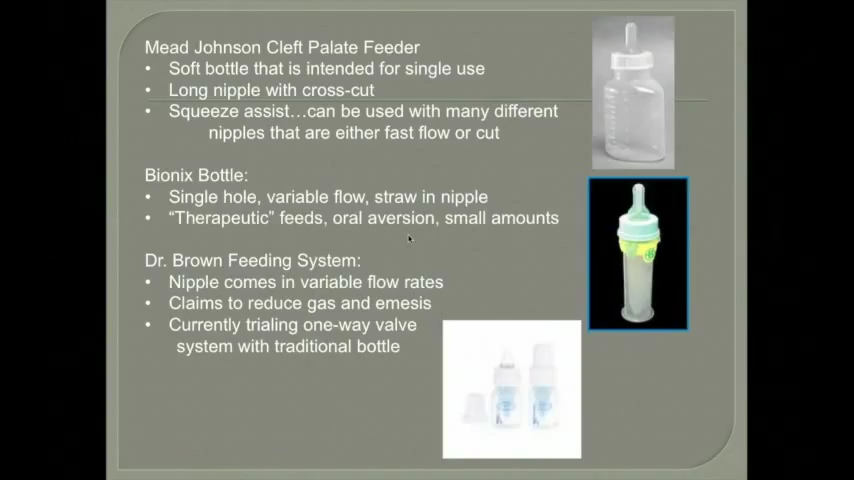 Mead Johnson Cleft Palate Feeder
• Soft bottle that is intended for single use
• Long nipple with cross-cut
• Squeeze assist…can be used with many different
nipples that are either fast flow or cut
Bionix Bottle:
• Single hole, variable flow, straw in nipple
• “Therapeutic” feeds, oral aversion, small amounts
Dr. Brown Feeding System:
• Nipple comes in variable flow rates
• Claims to reduce gas and emesis
• Currently trialing one-way valve
system with traditional bottle